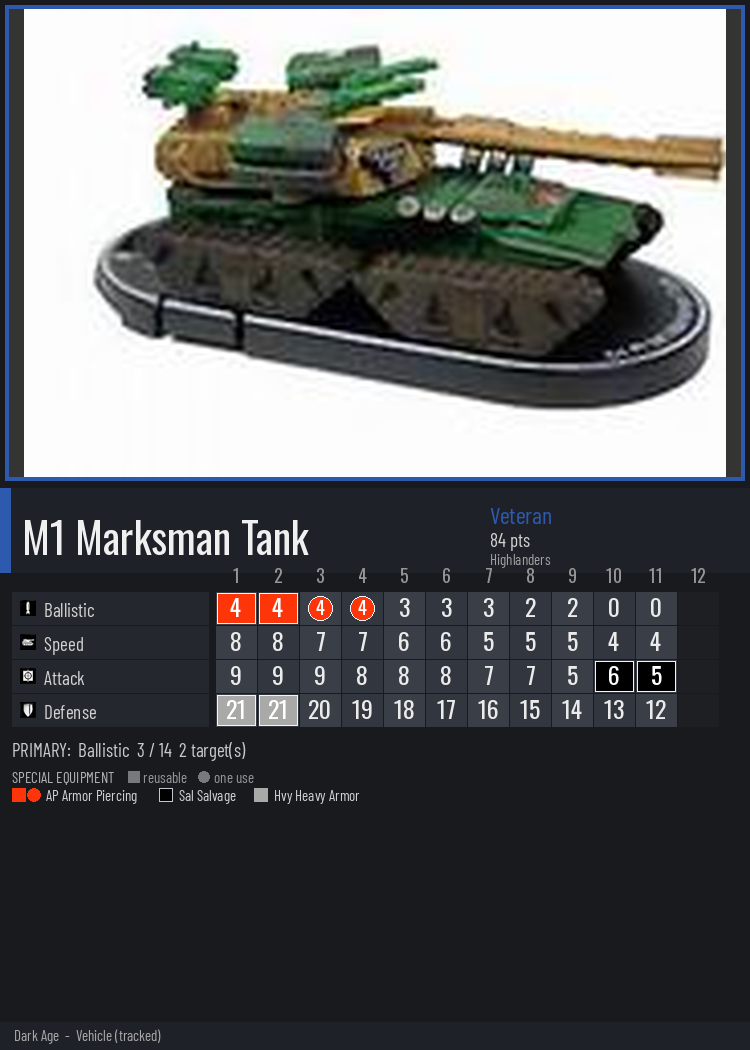 M1 Marksman Tank
Veteran
84 pts
Highlanders
1 2 3 4 5 6 7 8 9 10 11 12
Ballistic 4 4 4 4 3 3 3 2 2 0 0
Speed 8 8 7 7 6 6 5 5 5 4 4
Attack 9 9 9 8 8 8 7 7 5 6 5
Defense 21 21 20 19 18 17 16 15 14 13 12
PRIMARY: Ballistic 3 / 14 2 target(s)
SPECIAL EQUIPMENT reusable one use
AP Armor Piercing Sal Salvage Hvy Heavy Armor
Dark Age - Vehicle (tracked)